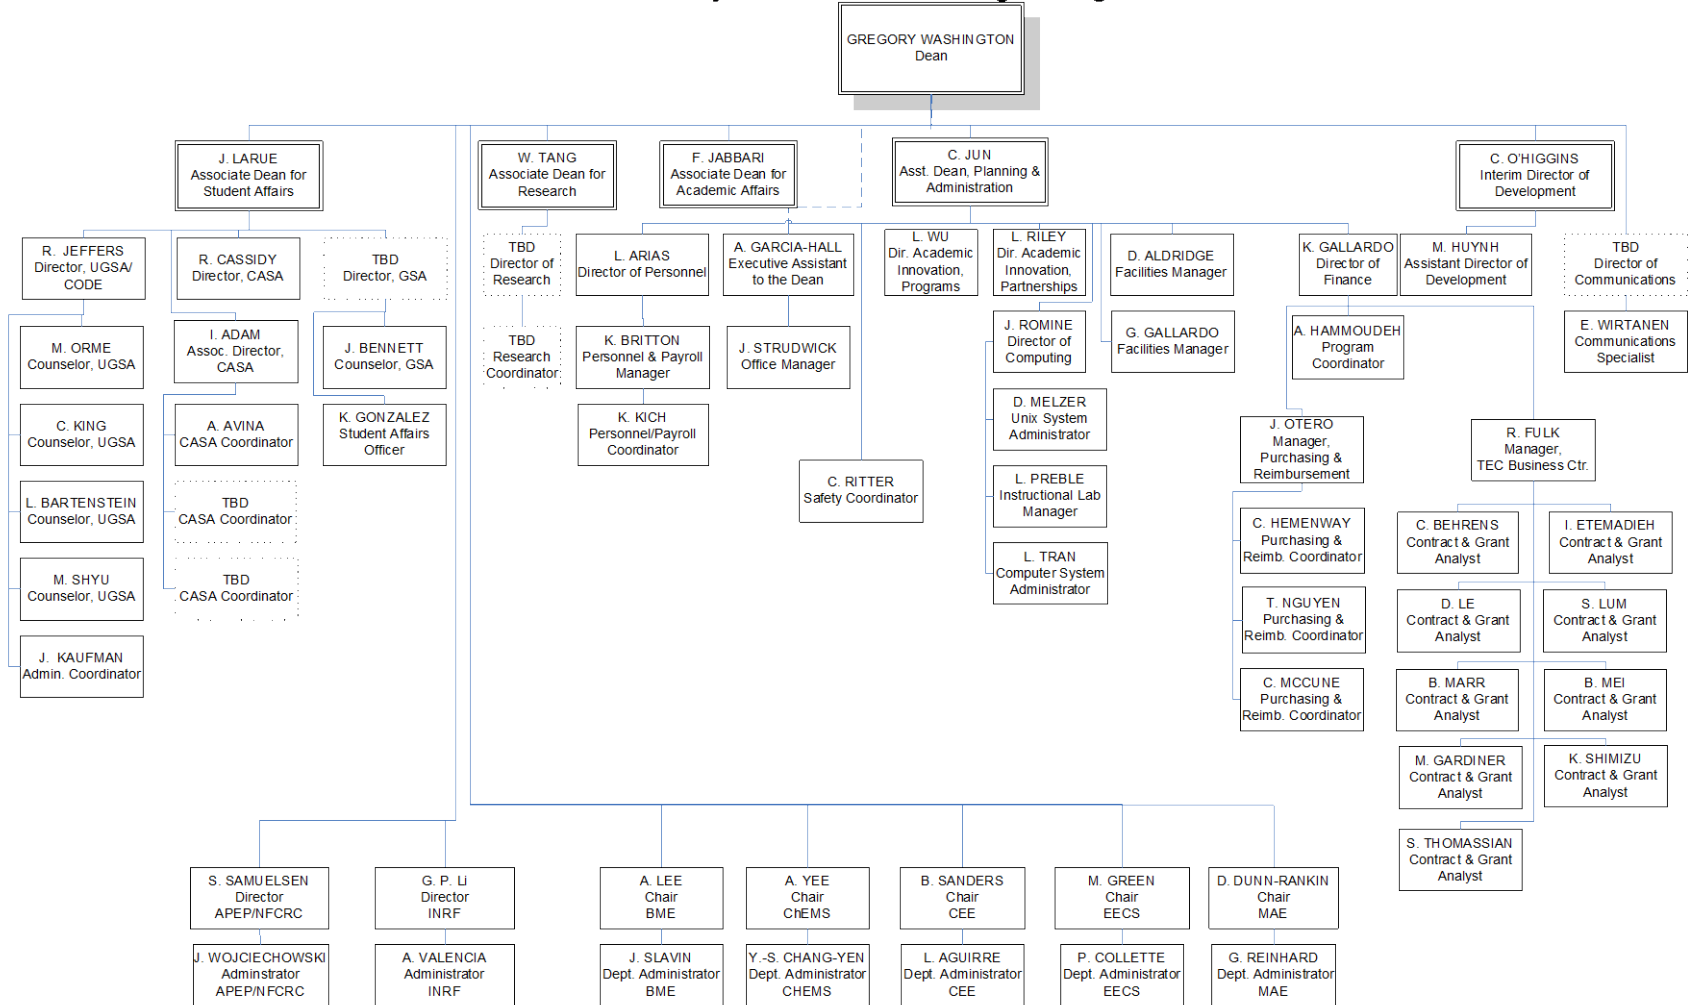 GREGORY WASHINGTON
Dean
J. LARUE
Associate Dean for
Student Affairs
W. TANG
Associate Dean for
Research
F. JABBARI
Associate Dean for
Academic Affairs
C. JUN
Asst. Dean, Planning &
Administration
C. O'HIGGINS
Interim Director of
Development
R. JEFFERS
Director, UGSA/
CODE
R. CASSIDY
Director, CASA
TBD
Director, GSA
TBD
Director of
Research
L. ARIAS
Director of Personnel
A. GARCIA-HALL
Executive Assistant
to the Dean
L. WU
Dir. Academic
Innovation,
Programs
L. RILEY
Dir. Academic
Innovation,
Partnerships
D. ALDRIDGE
Facilities Manager
K. GALLARDO
Director of
Finance
M. HUYNH
Assistant Director of
Development
TBD
Director of
Communications
M. ORME
Counselor, UGSA
I. ADAM
Assoc. Director,
CASA
J. BENNETT
Counselor, GSA
TBD
Research
Coordinator
K. BRITTON
Personnel & Payroll
Manager
J. STRUDWICK
Office Manager
J. ROMINE
Director of
Computing
G. GALLARDO
Facilities Manager
A. HAMMOUDEH
Program
Coordinator
E. WIRTANEN
Communications
Specialist
C. KING
Counselor, UGSA
A. AVINA
CASA Coordinator
K. GONZALEZ
Student Affairs
Officer
K. KICH
Personnel/Payroll
Coordinator
D. MELZER
Unix System
Administrator
J. OTERO
Manager,
Purchasing &
Reimbursement
R. FULK
Manager,
TEC Business Ctr.
L. BARTENSTEIN
Counselor, UGSA
TBD
CASA Coordinator
C. RITTER
Safety Coordinator
L. PREBLE
Instructional Lab
Manager
C. HEMENWAY
Purchasing &
Reimb. Coordinator
C. BEHRENS
Contract & Grant
Analyst
I. ETEMADIEH
Contract & Grant
Analyst
M. SHYU
Counselor, UGSA
TBD
CASA Coordinator
L. TRAN
Computer System
Administrator
T. NGUYEN
Purchasing &
Reimb. Coordinator
D. LE
Contract & Grant
Analyst
S. LUM
Contract & Grant
Analyst
J. KAUFMAN
Admin. Coordinator
C. MCCUNE
Purchasing &
Reimb. Coordinator
B. MARR
Contract & Grant
Analyst
B. MEI
Contract & Grant
Analyst
M. GARDINER
Contract & Grant
Analyst
K. SHIMIZU
Contract & Grant
Analyst
S. THOMASSIAN
Contract & Grant
Analyst
S. SAMUELSEN
Director
APEP/NFCRC
G. P. Li
Director
INRF
A. LEE
Chair
BME
A. YEE
Chair
ChEMS
B. SANDERS
Chair
CEE
M. GREEN
Chair
EECS
D. DUNN-RANKIN
Chair
MAE
J. WOJCIECHOWSKI
Adminstrator
APEP/NFCRC
A. VALENCIA
Administrator
INRF
J. SLAVIN
Dept. Administrator
BME
Y.-S. CHANG-YEN
Dept. Administrator
CHEMS
L. AGUIRRE
Dept. Administrator
CEE
P. COLLETTE
Dept. Administrator
EECS
G. REINHARD
Dept. Administrator
MAE